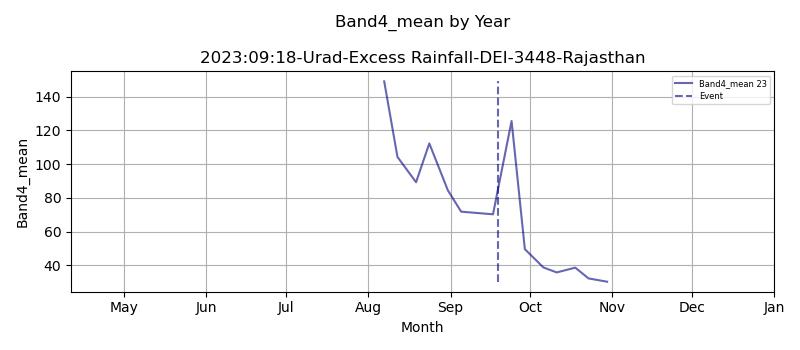 Band4_mean by Year
2023:09:18-Urad-Excess Rainfall-DEI-3448-Rajasthan
Band4_mean 23
Event
Band4_mean
140
120
100
80
60
40
May Jun Jul Aug Sep Oct Nov Dec Jan
Month